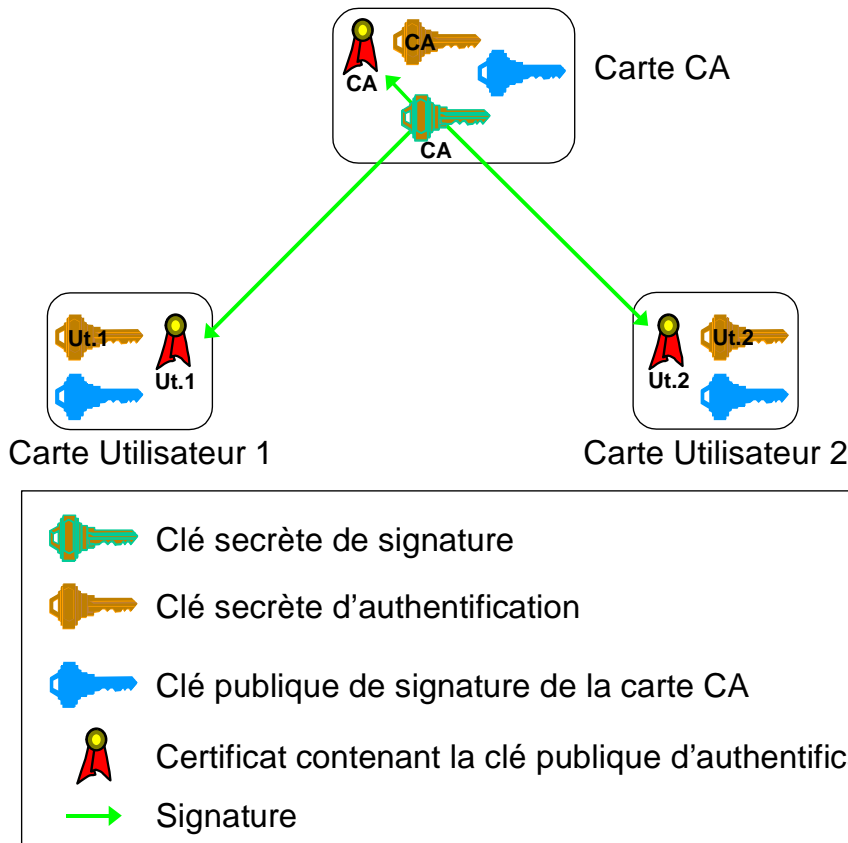 CA
CA
Carte CA
CA
Ut.1
Ut.1
Ut.2
Ut.2
Carte Utilisateur 1
Carte Utilisateur 2
Clé secrète de signature
Clé secrète d’authentification
Clé publique de signature de la carte CA
Certificat contenant la clé publique d’authentific
Signature